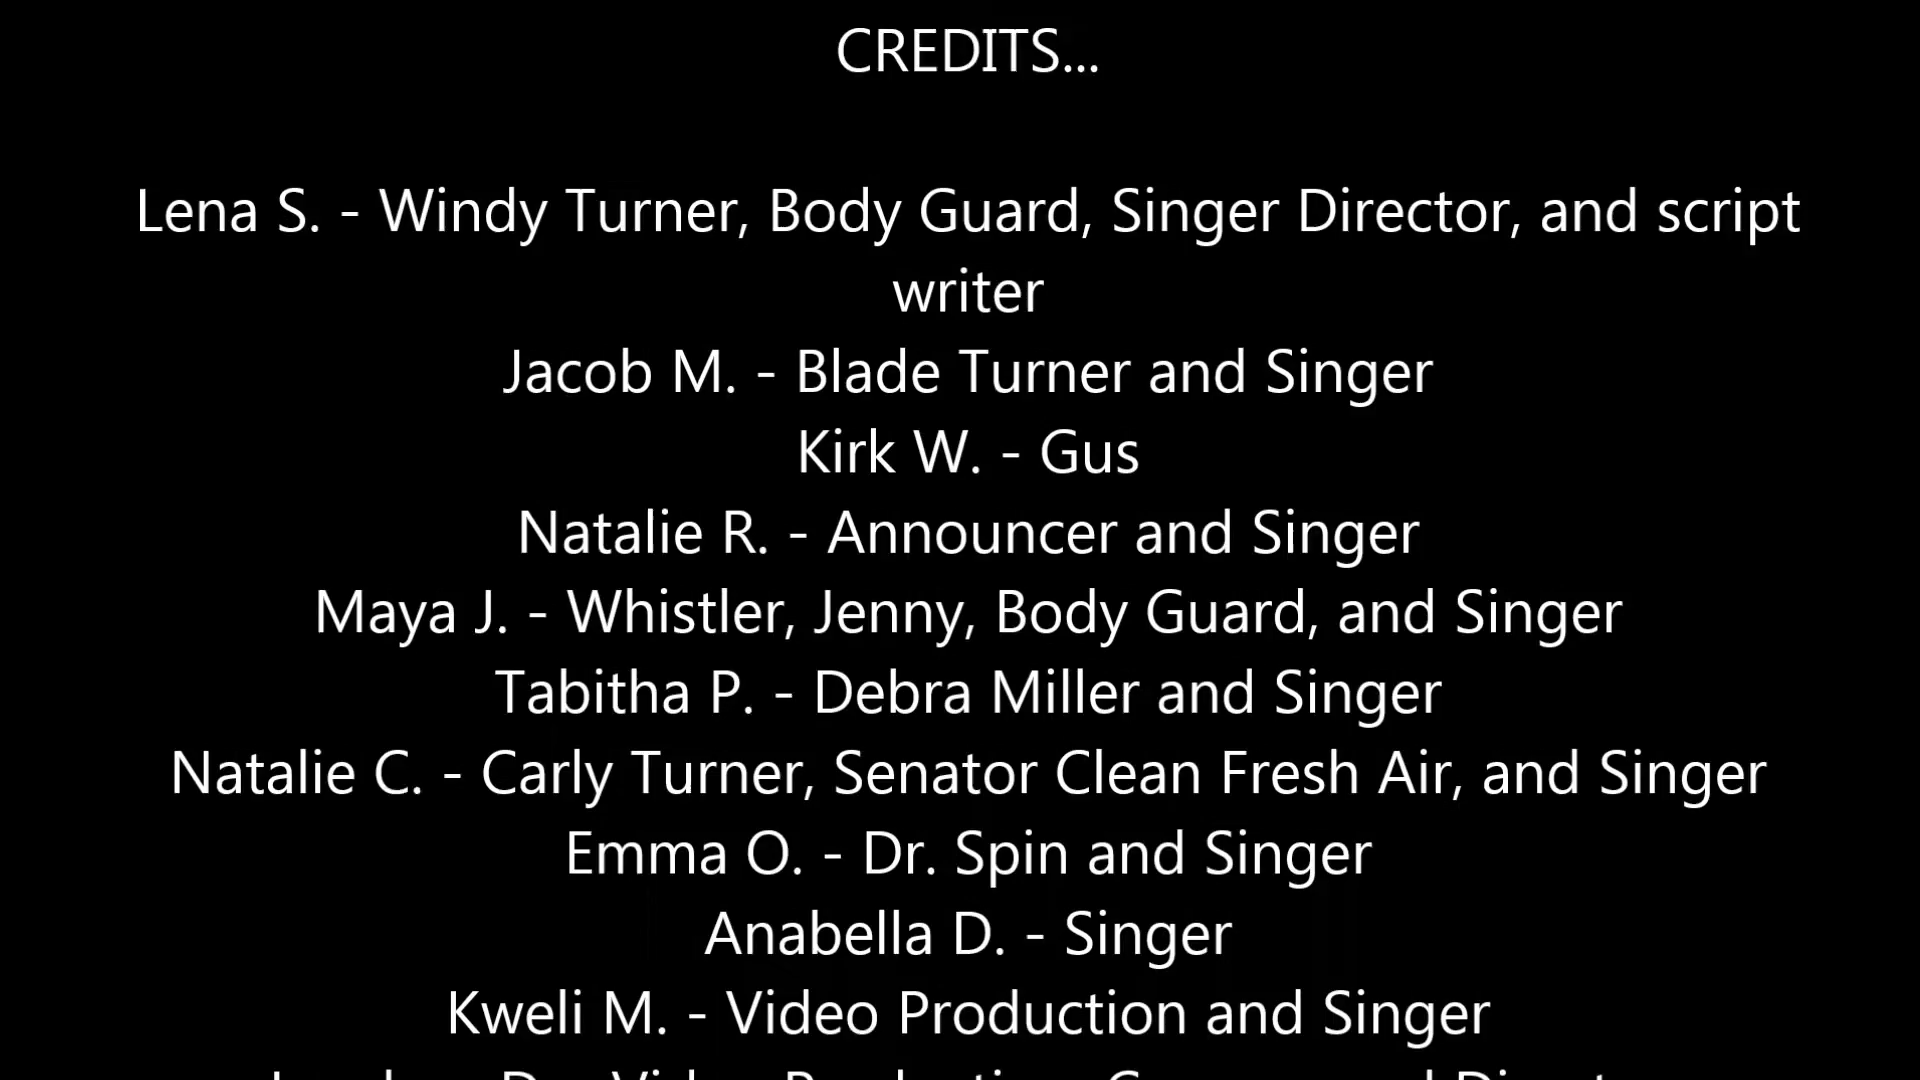 CREDITS...
Lena S. - Windy Turner, Body Guard, Singer Director, and script
writer
Jacob M. - Blade Turner and Singer
Kirk W. - Gus
Natalie R. - Announcer and Singer
Maya J. - Whistler, Jenny, Body Guard, and Singer
Tabitha P. - Debra Miller and Singer
Natalie C. - Carly Turner, Senator Clean Fresh Air, and Singer
Emma O. - Dr. Spin and Singer
Anabella D. - Singer
Kweli M. - Video Production and Singer